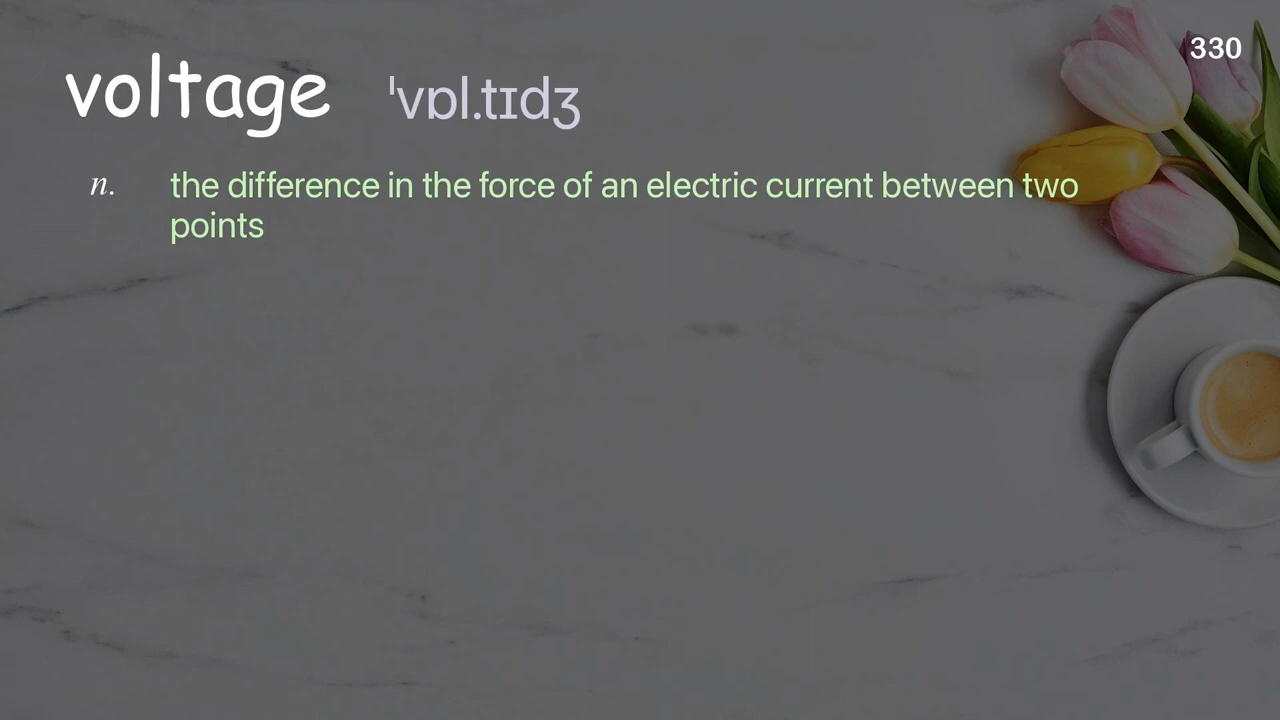 330
voltage ˈvɒl.tɪdʒ
n. the difference in the force of an electric current between two
points